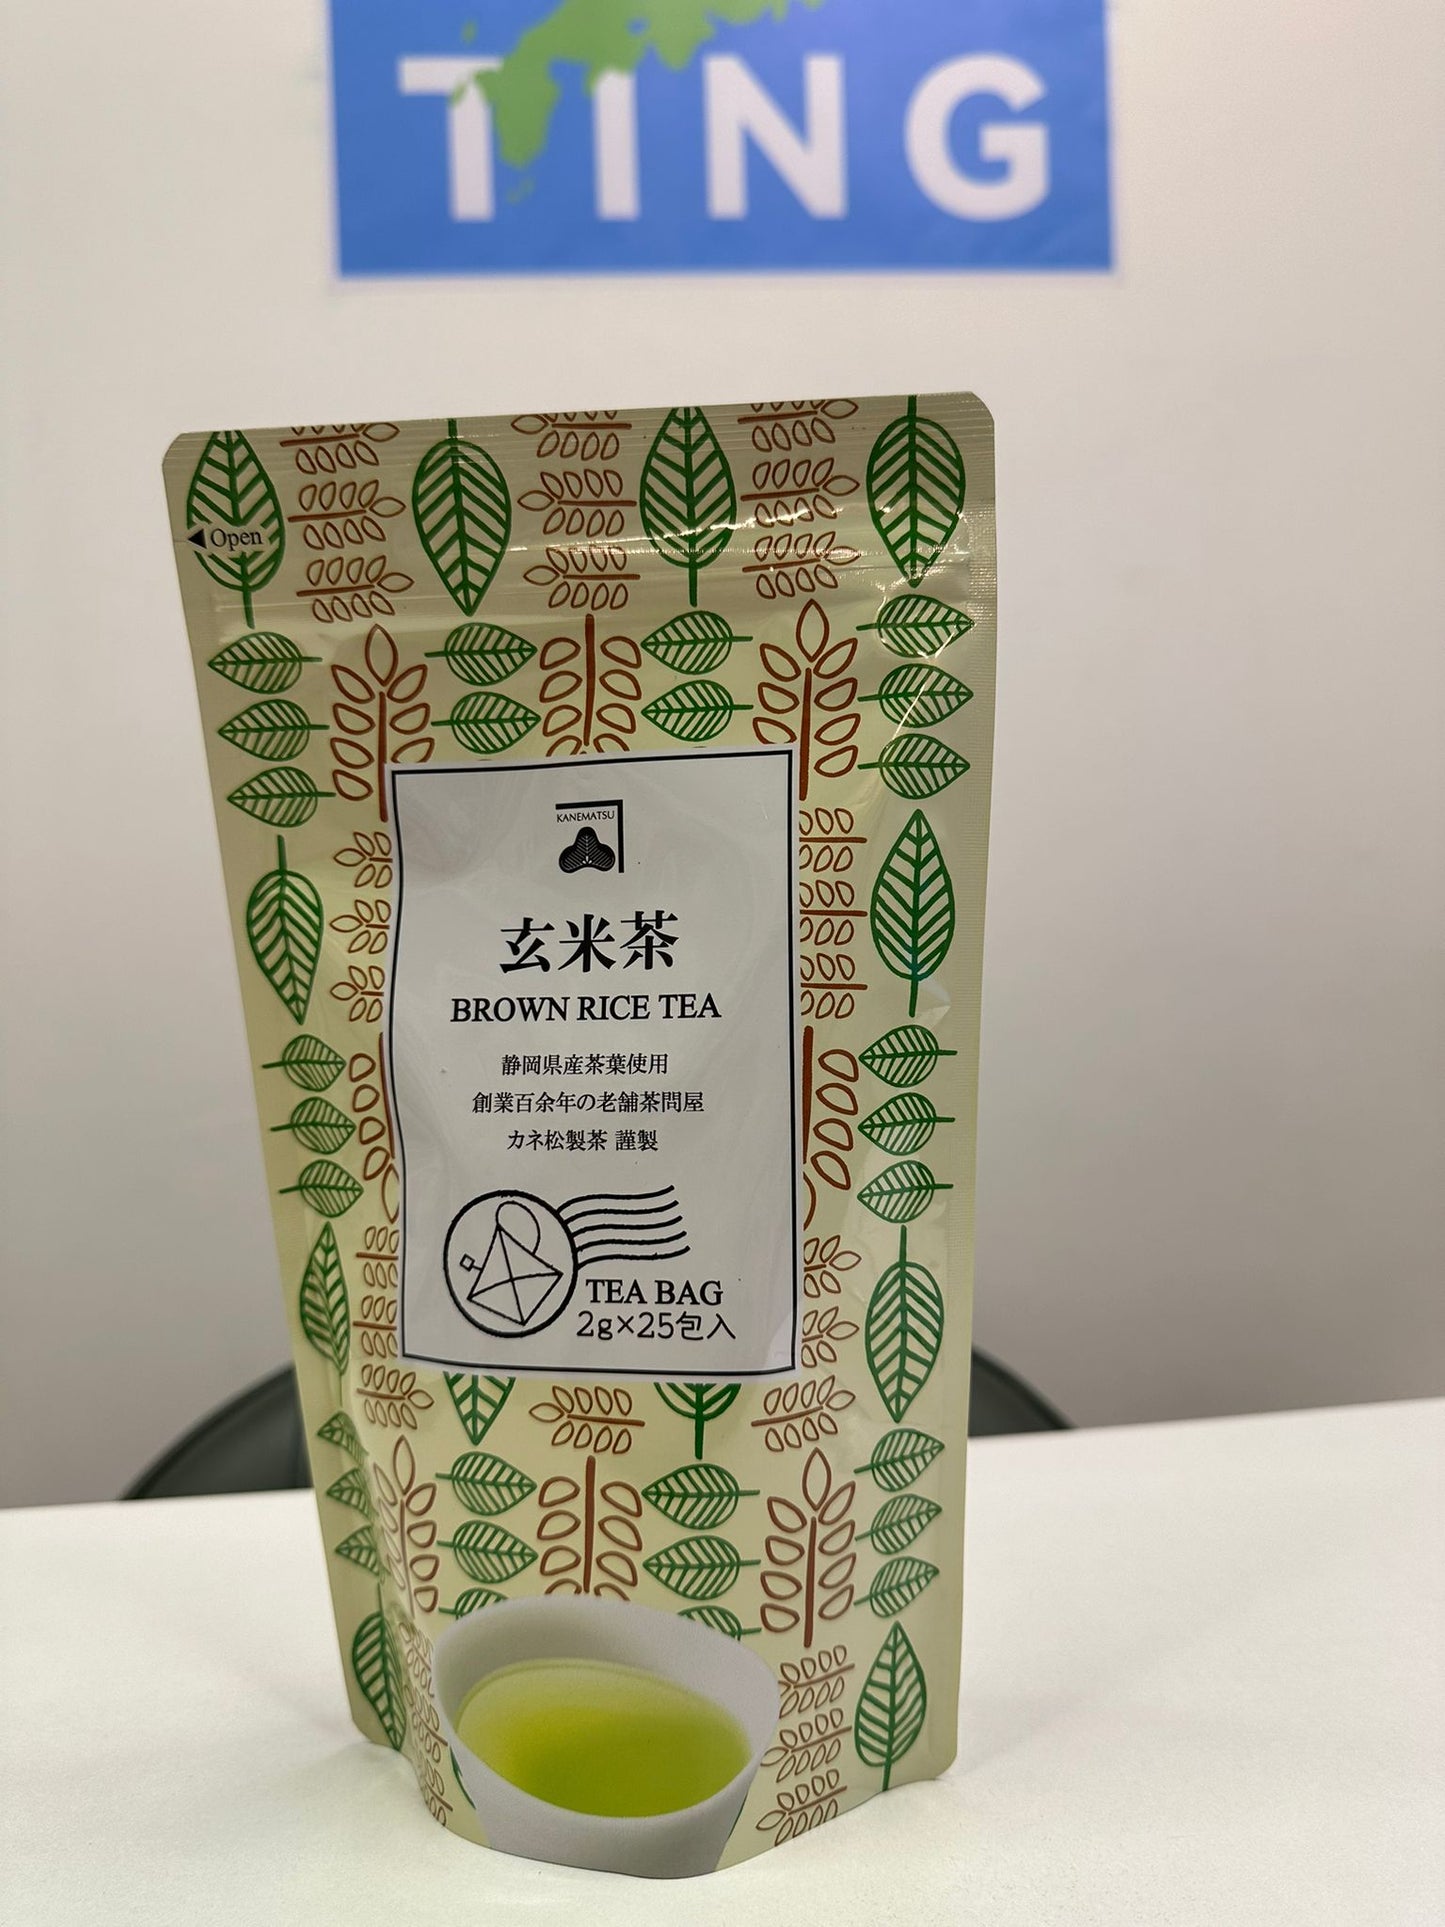 TING
Open
KANEMATSU
玄米茶
BROWN RICE TEA
静岡県産茶葉使用
創業百余年の老舗茶問屋
カネ松製茶 謹製
TEA BAG
2g×25包入